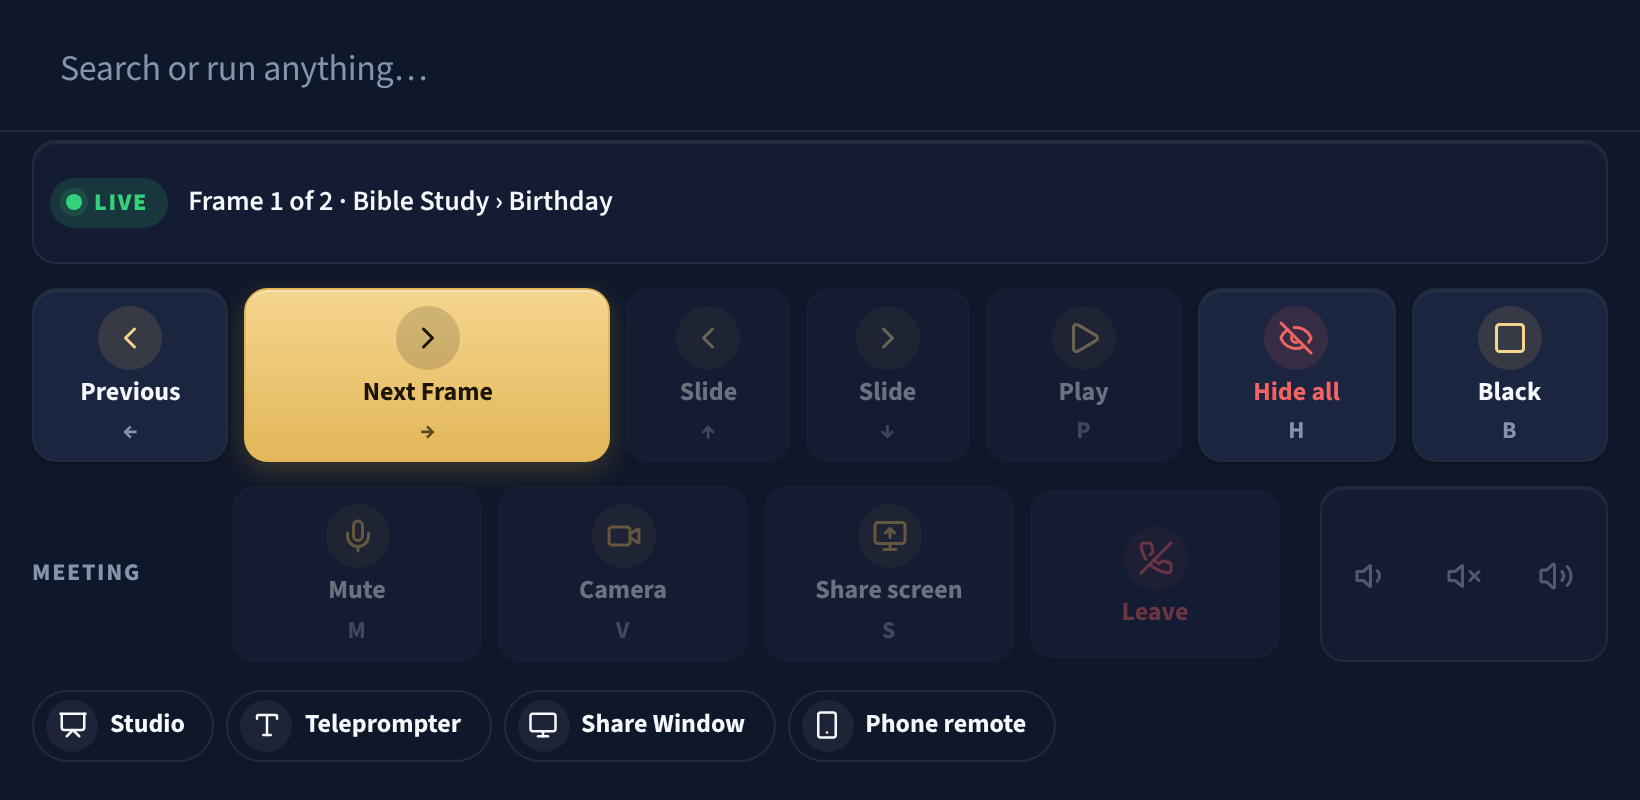 Search or run anything…
LIVE Frame 1 of 2 · Bible Study › Birthday
Previous Next Frame Slide Slide Play Hide all Black
← → ↑ ↓ P H B
MEETING
Mute Camera Share screen Leave
M V S
Studio Teleprompter Share Window Phone remote